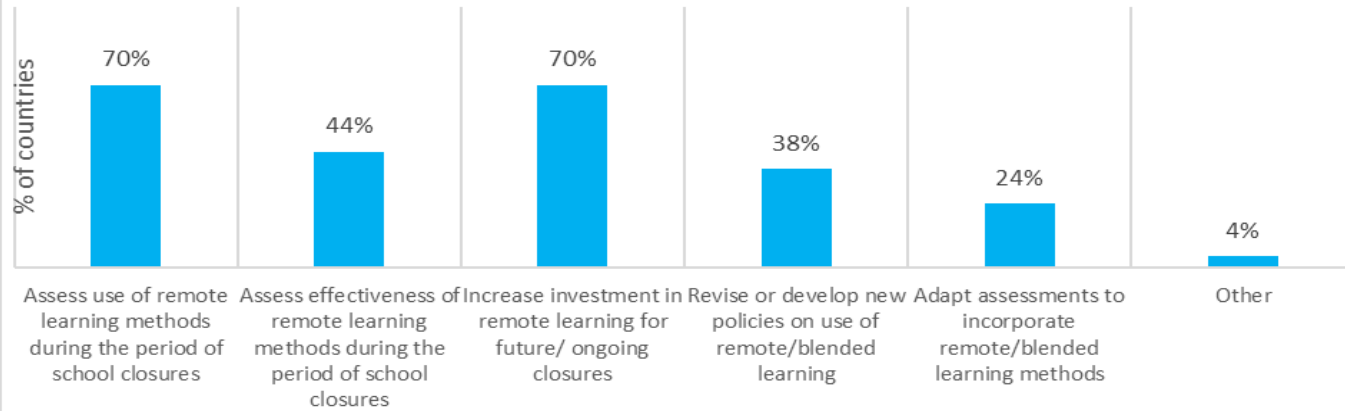 % of countries
70%
44%
70%
38%
24%
4%
Assess use of remote
learning methods
during the period of
school closures
Assess effectiveness of
remote learning
methods during the
period of school
closures
Increase investment in
remote learning for
future/ ongoing
closures
Revise or develop new
policies on use of
remote/blended
learning
Adapt assessments to
incorporate
remote/blended
learning methods
Other